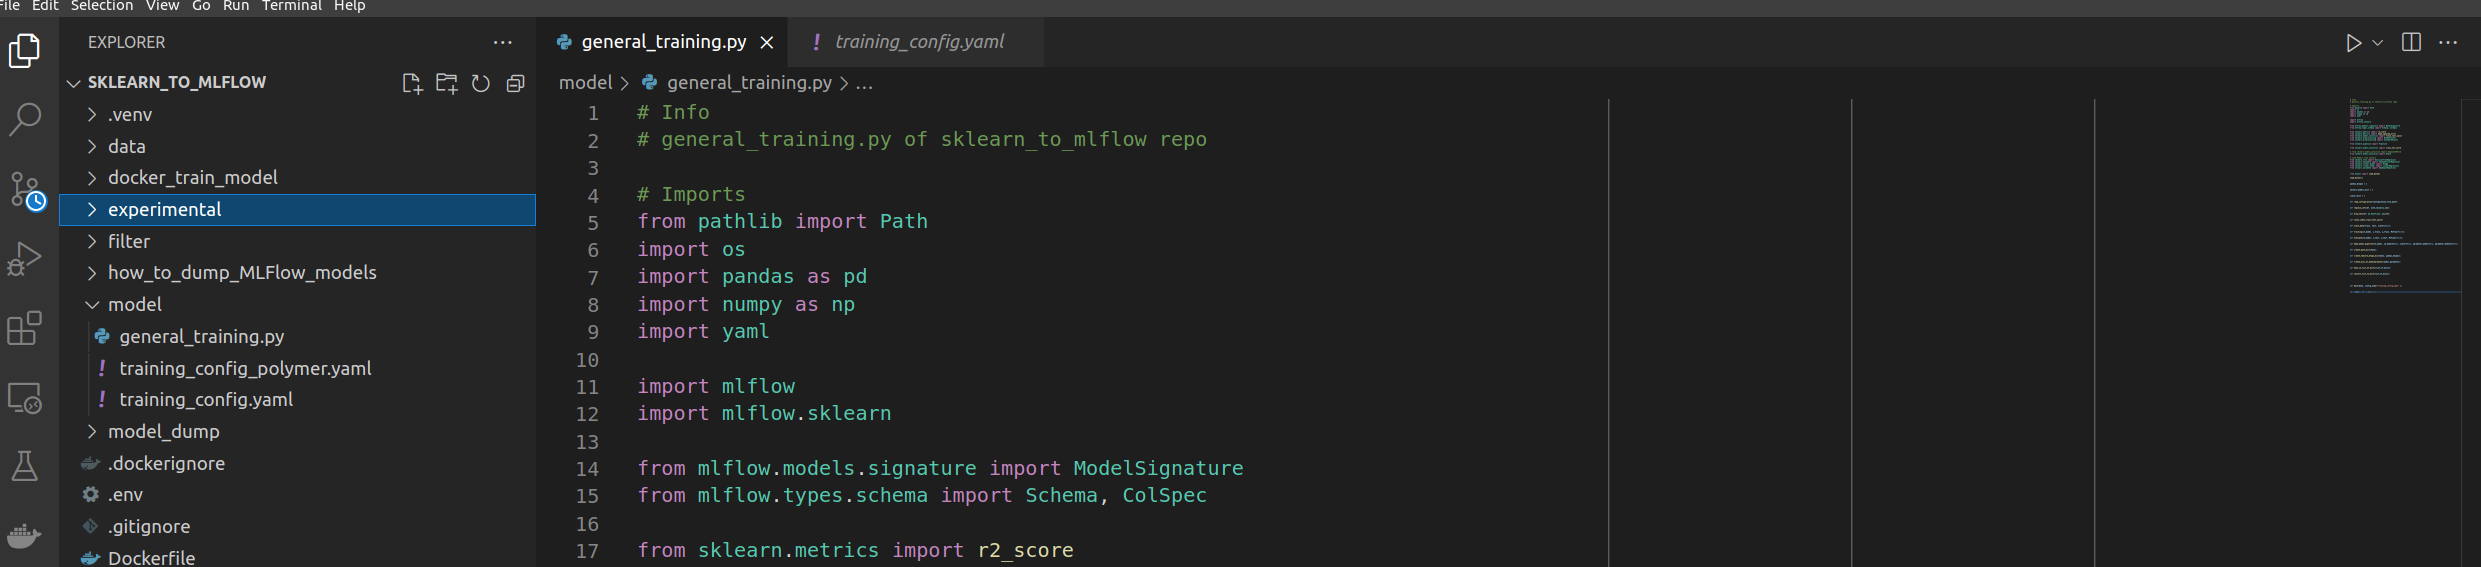 File Edit Selection View Go Run Terminal Help
EXPLORER
SKLEARN_TO_MLFLOW
.venv
data
docker_train_model
experimental
filter
how_to_dump_MLFlow_models
model
general_training.py
training_config_polymer.yaml
training_config.yaml
model_dump
.dockerignore
.env
.gitignore
Dockerfile
general_training.py training_config.yaml
model > general_training.py > ...
1 # Info
2 # general_training.py of sklearn_to_mlflow repo
3
4 # Imports
5 from pathlib import Path
6 import os
7 import pandas as pd
8 import numpy as np
9 import yaml
10
11 import mlflow
12 import mlflow.sklearn
13
14 from mlflow.models.signature import ModelSignature
15 from mlflow.types.schema import Schema, ColSpec
16
17 from sklearn.metrics import r2_score